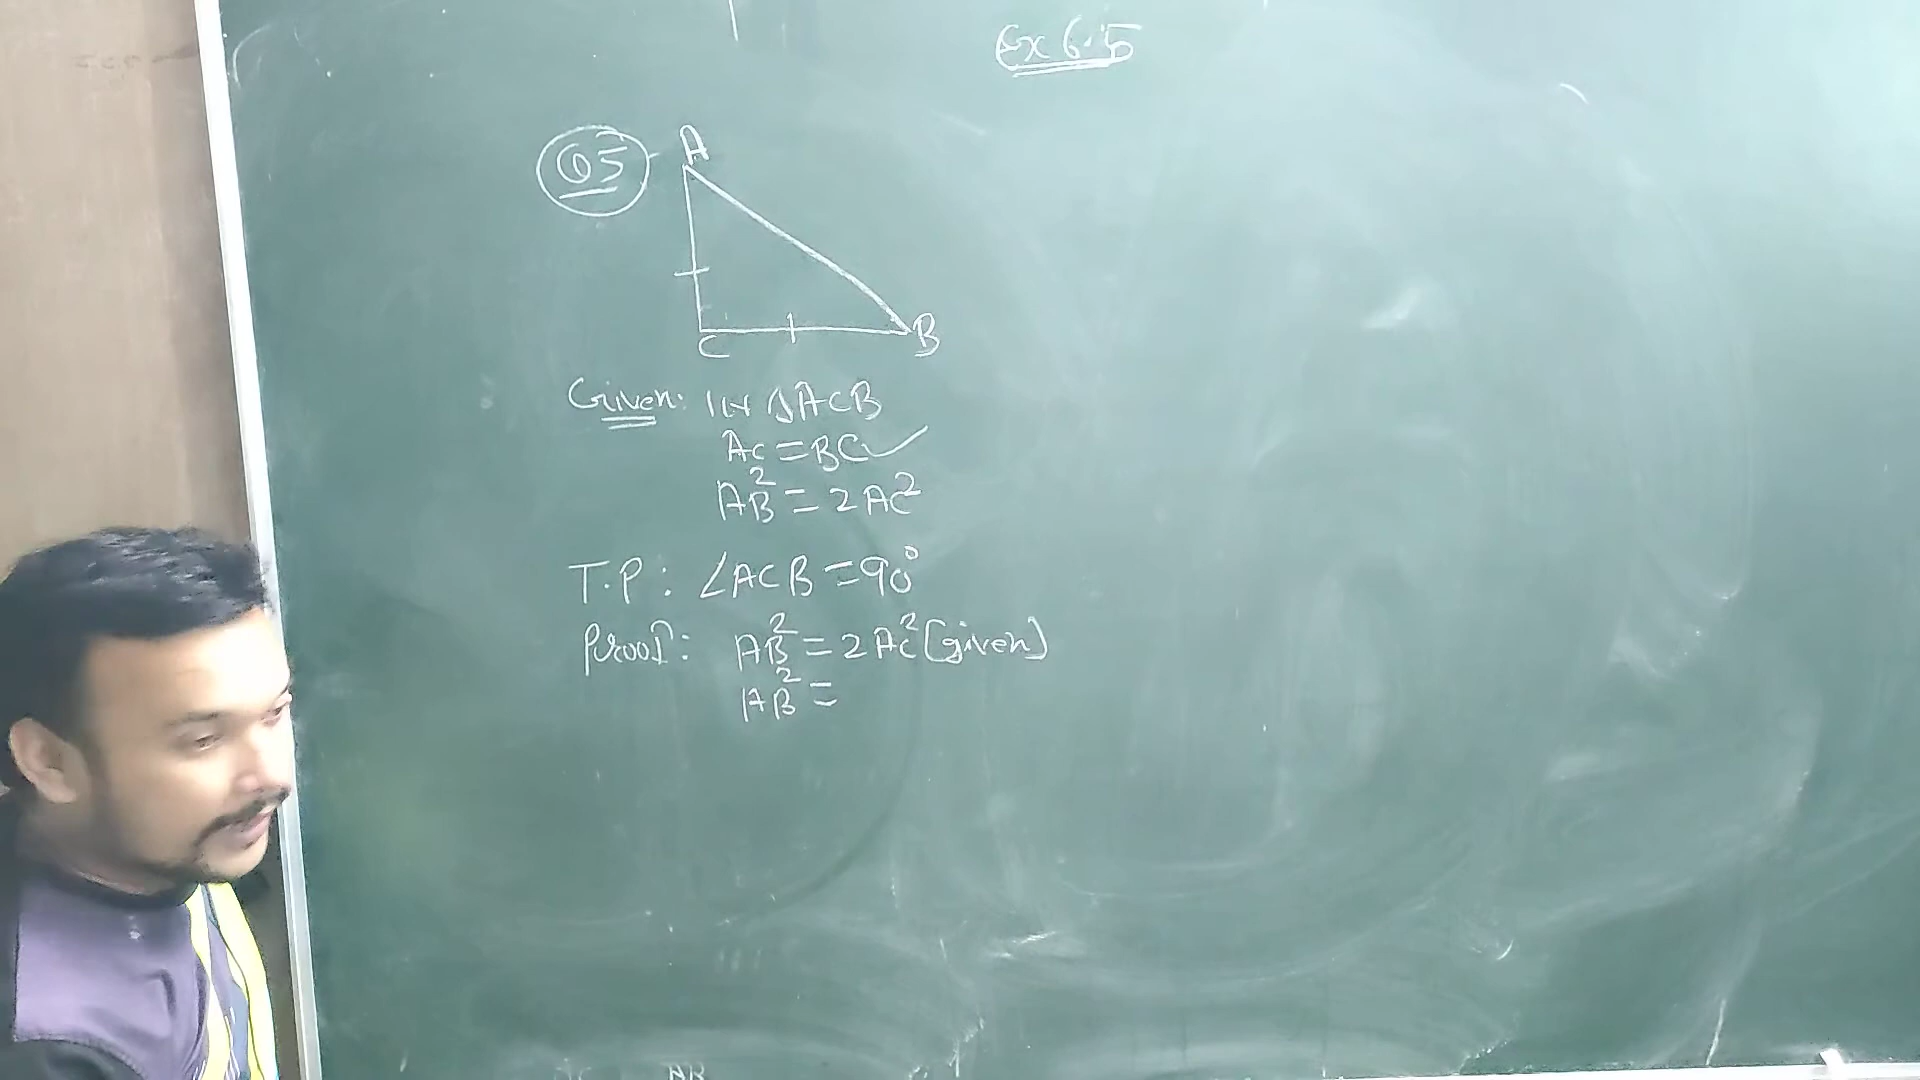 Ex 6.5
Q5
A
C
B
Given: IN △ACB
AC = BC
AB² = 2AC²
T.P: ∠ACB = 90°
Proof: AB² = 2AC² [given]
AB² =